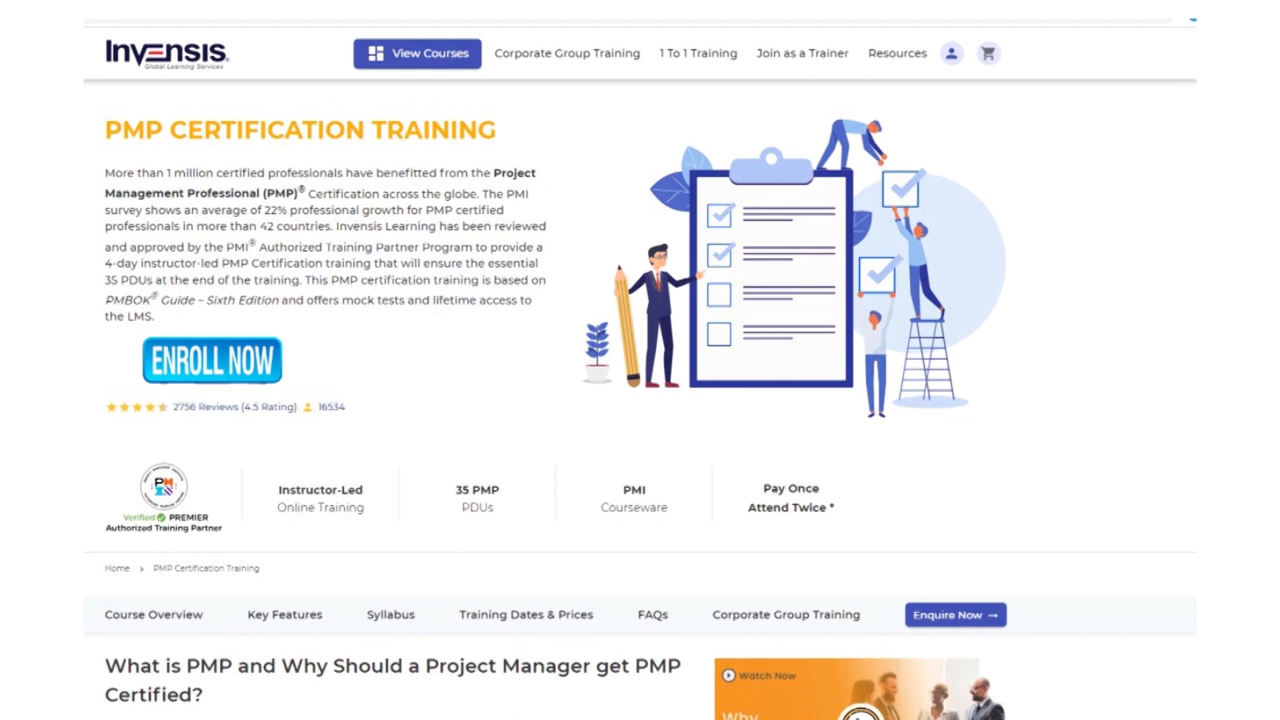 Invensis
Global Learning Services
View Courses
Corporate Group Training
1 To 1 Training
Join as a Trainer
Resources
PMP CERTIFICATION TRAINING
More than 1 million certified professionals have benefitted from the Project
Management Professional (PMP)® Certification across the globe. The PMI
survey shows an average of 22% professional growth for PMP certified
professionals in more than 42 countries. Invensis Learning has been reviewed
and approved by the PMI® Authorized Training Partner Program to provide a
4-day instructor-led PMP Certification training that will ensure the essential
35 PDUs at the end of the training. This PMP certification training is based on
PMBOK® Guide – Sixth Edition and offers mock tests and lifetime access to
the LMS.
ENROLL NOW
2756 Reviews (4.5 Rating) 16534
Verified PREMIER
Authorized Training Partner
Instructor-Led
Online Training
35 PMP
PDUs
PMI
Courseware
Pay Once
Attend Twice *
Home > PMP Certification Training
Course Overview
Key Features
Syllabus
Training Dates & Prices
FAQs
Corporate Group Training
Enquire Now →
What is PMP and Why Should a Project Manager get PMP
Certified?
Watch Now
Why